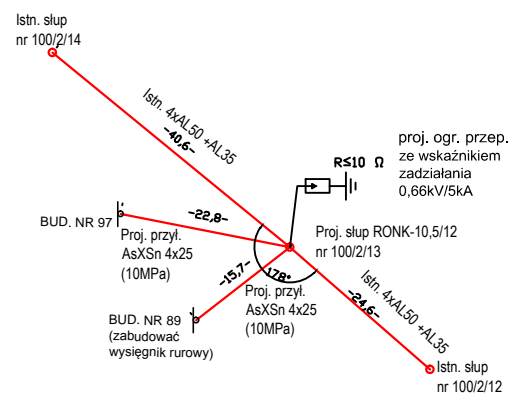 Istn. słup
nr 100/2/14
Istn. 4xAL50 +AL35
-40,6-
R≤10 Ω
proj. ogr. przep.
ze wskaźnikiem
zadziałania
0,66kV/5kA
BUD. NR 97
-22,8-
Proj. przył.
AsXSn 4x25
(10MPa)
Proj. słup RONK-10,5/12
nr 100/2/13
-15,7-
178°
Proj. przył.
AsXSn 4x25
(10MPa)
Istn. 4xAL50 +AL35
-24,6-
BUD. NR 89
(zabudować
wysięgnik rurowy)
Istn. słup
nr 100/2/12